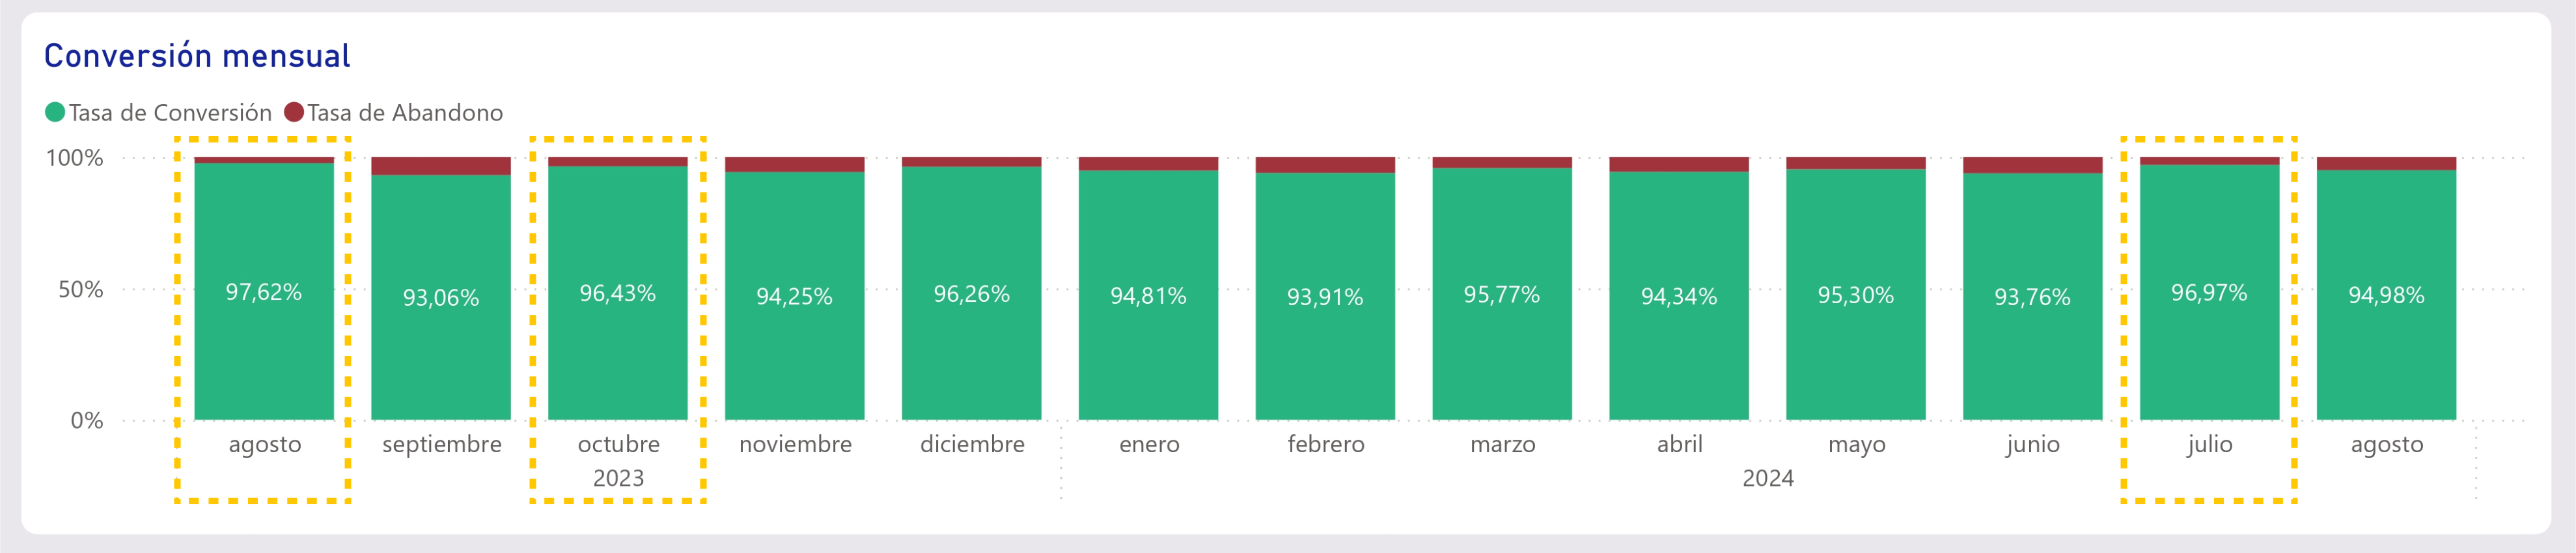 Conversión mensual
Tasa de Conversión Tasa de Abandono
100%
50%
0%
97,62% 93,06% 96,43% 94,25% 96,26% 94,81% 93,91% 95,77% 94,34% 95,30% 93,76% 96,97% 94,98%
agosto septiembre octubre noviembre diciembre enero febrero marzo abril mayo junio julio agosto
2023 2024